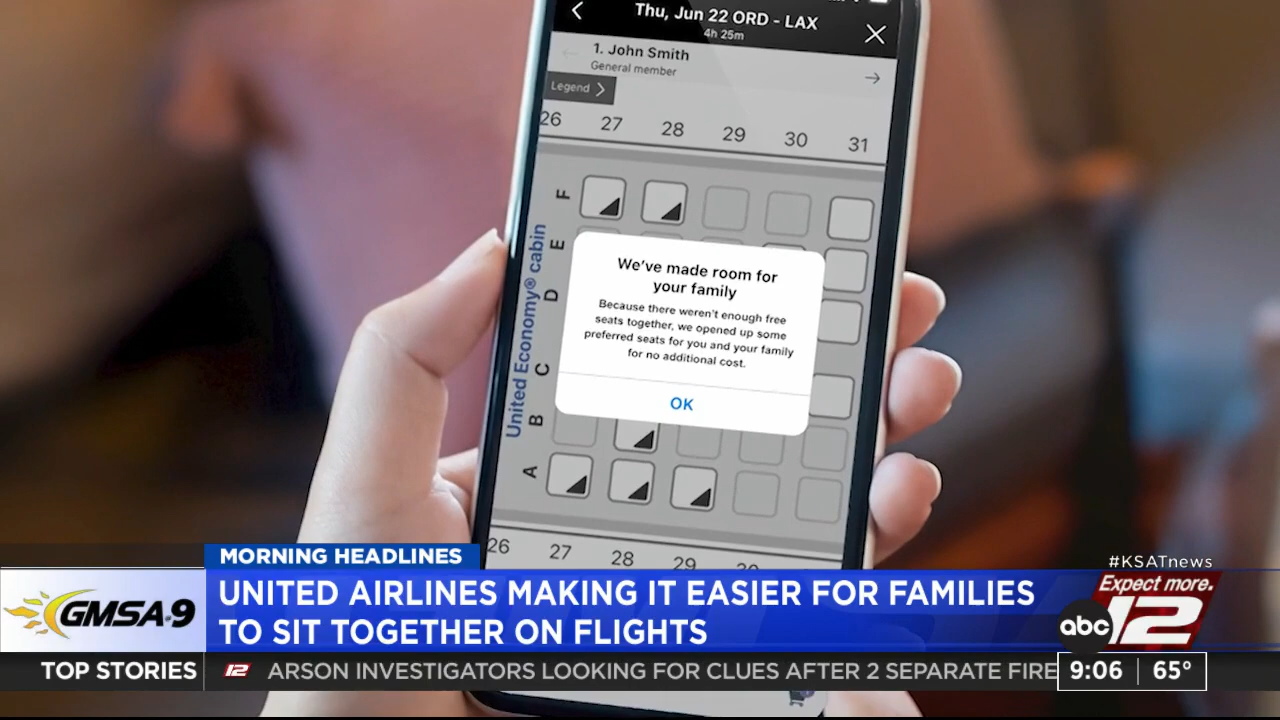 Thu, Jun 22 ORD - LAX
4h 25m
1. John Smith
General member
Legend
26 27 28 29 30 31
F
E
D
C
B
A
United Economy® cabin
We've made room for
your family
Because there weren't enough free
seats together, we opened up some
preferred seats for you and your family
for no additional cost.
OK
26 27 28 29
MORNING HEADLINES
#KSATnews
GMSA@9
UNITED AIRLINES MAKING IT EASIER FOR FAMILIES
TO SIT TOGETHER ON FLIGHTS
Expect more.
abc 12
TOP STORIES
12 ARSON INVESTIGATORS LOOKING FOR CLUES AFTER 2 SEPARATE FIRE
9:06 65°